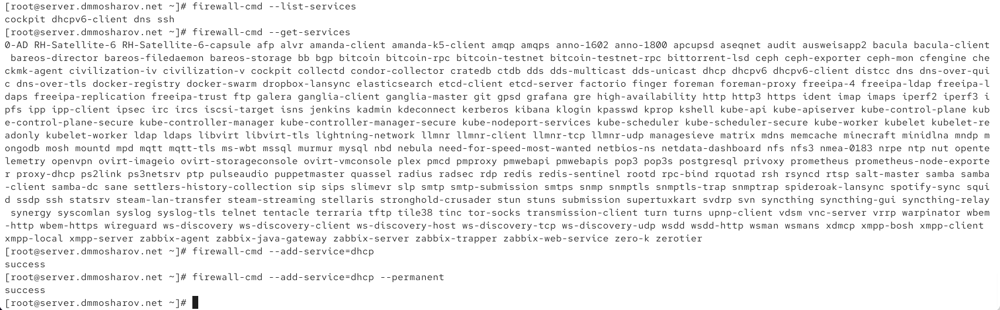 [root@server.dmmosharov.net ~]# firewall-cmd --list-services
cockpit dhcpv6-client dns ssh
[root@server.dmmosharov.net ~]# firewall-cmd --get-services
0-AD RH-Satellite-6 RH-Satellite-6-capsule afp alvr amanda-client amanda-k5-client amqp amqps anno-1602 anno-1800 apcupsd aseqnet audit ausweisapp2 bacula bacula-client
 bareos-director bareos-filedaemon bareos-storage bb bgp bitcoin bitcoin-rpc bitcoin-testnet bitcoin-testnet-rpc bittorrent-lsd ceph ceph-exporter ceph-mon cfengine che
ckmk-agent civilization-iv civilization-v cockpit collectd condor-collector cratedb ctdb dds dds-multicast dds-unicast dhcp dhcpv6 dhcpv6-client distcc dns dns-over-qui
c dns-over-tls docker-registry docker-swarm dropbox-lansync elasticsearch etcd-client etcd-server factorio finger foreman foreman-proxy freeipa-4 freeipa-ldap freeipa-l
daps freeipa-replication freeipa-trust ftp galera ganglia-client ganglia-master git gpsd grafana gre high-availability http http3 https ident imap imaps iperf2 iperf3 i
pfs ipp ipp-client ipsec irc ircs iscsi-target isns jenkins kadmin kdeconnect kerberos kibana klogin kpasswd kprop kshell kube-api kube-apiserver kube-control-plane kub
e-control-plane-secure kube-controller-manager kube-controller-manager-secure kube-nodeport-services kube-scheduler kube-scheduler-secure kube-worker kubelet kubelet-re
adonly kubelet-worker ldap ldaps libvirt libvirt-tls lightning-network llmnr llmnr-client llmnr-tcp llmnr-udp managesieve matrix mdns memcache minecraft minidlna mndp m
ongodb mosh mountd mpd mqtt mqtt-tls ms-wbt mssql murmur mysql nbd nebula need-for-speed-most-wanted netbios-ns netdata-dashboard nfs nfs3 nmea-0183 nrpe ntp nut opente
lemetry openvpn ovirt-imageio ovirt-storageconsole ovirt-vmconsole plex pmcd pmproxy pmwebapi pmwebapis pop3 pop3s postgresql privoxy prometheus prometheus-node-exporte
r proxy-dhcp ps2link ps3netsrv ptp pulseaudio puppetmaster quassel radius radsec rdp redis redis-sentinel rootd rpc-bind rquotad rsh rsyncd rtsp salt-master samba samba
-client samba-dc sane settlers-history-collection sip sips slimevr slp smtp smtp-submission smtps snmp snmptls snmptls-trap snmptrap spideroak-lansync spotify-sync squi
d ssdp ssh statsrv steam-lan-transfer steam-streaming stellaris stronghold-crusader stun stuns submission supertuxkart svdrp svn syncthing syncthing-gui syncthing-relay
 synergy syscomlan syslog syslog-tls telnet tentacle terraria tftp tile38 tinc tor-socks transmission-client turn turns upnp-client vdsm vnc-server vrrp warpinator wbem
-http wbem-https wireguard ws-discovery ws-discovery-client ws-discovery-host ws-discovery-tcp ws-discovery-udp wsdd wsdd-http wsman wsmans xdmcp xmpp-bosh xmpp-client
xmpp-local xmpp-server zabbix-agent zabbix-java-gateway zabbix-server zabbix-trapper zabbix-web-service zero-k zerotier
[root@server.dmmosharov.net ~]# firewall-cmd --add-service=dhcp
success
[root@server.dmmosharov.net ~]# firewall-cmd --add-service=dhcp --permanent
success
[root@server.dmmosharov.net ~]#